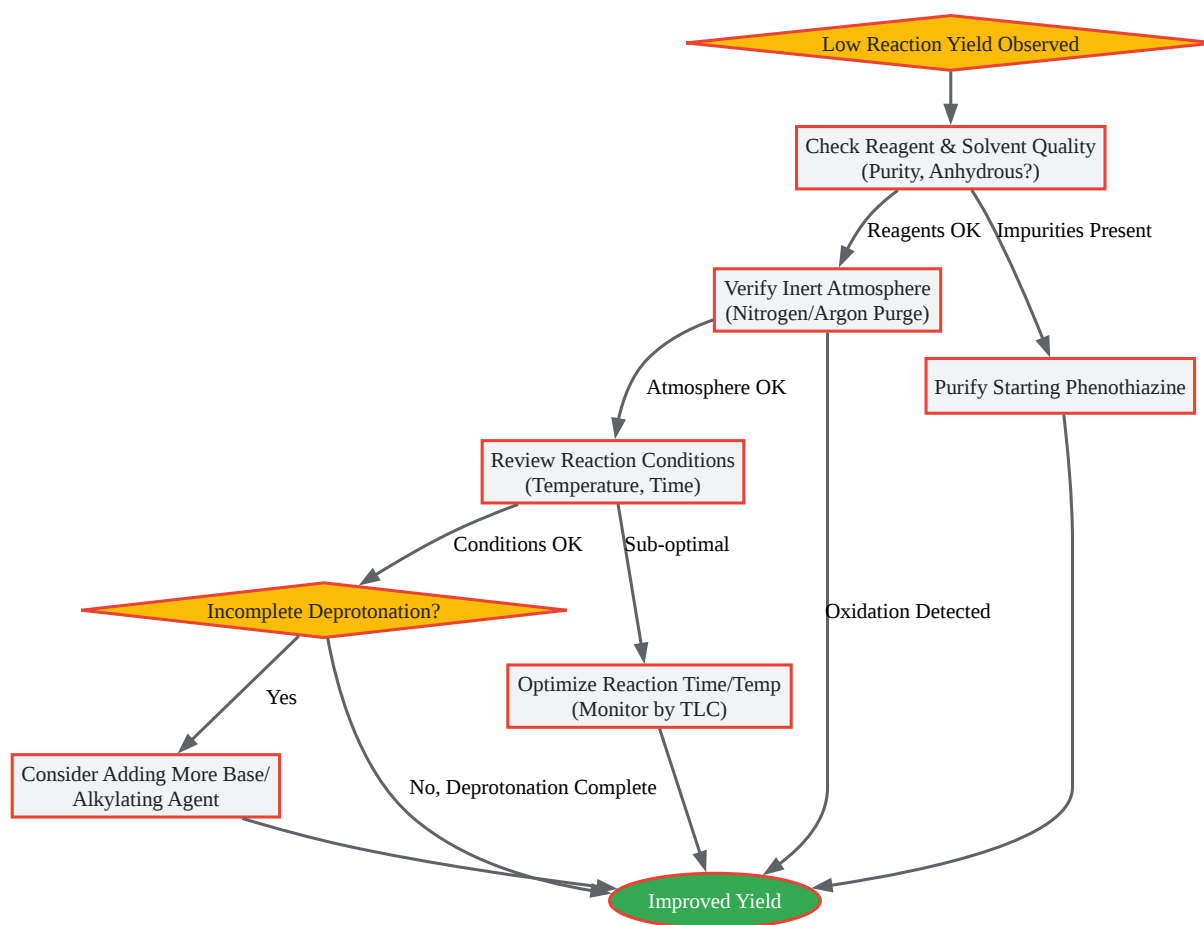 Low Reaction Yield Observed
Check Reagent & Solvent Quality
(Purity, Anhydrous?)
Reagents OK
Impurities Present
Verify Inert Atmosphere
(Nitrogen/Argon Purge)
Atmosphere OK
Purify Starting Phenothiazine
Review Reaction Conditions
(Temperature, Time)
Conditions OK
Sub-optimal
Incomplete Deprotonation?
Oxidation Detected
Yes
Optimize Reaction Time/Temp
(Monitor by TLC)
Consider Adding More Base/
Alkylating Agent
No, Deprotonation Complete
Improved Yield